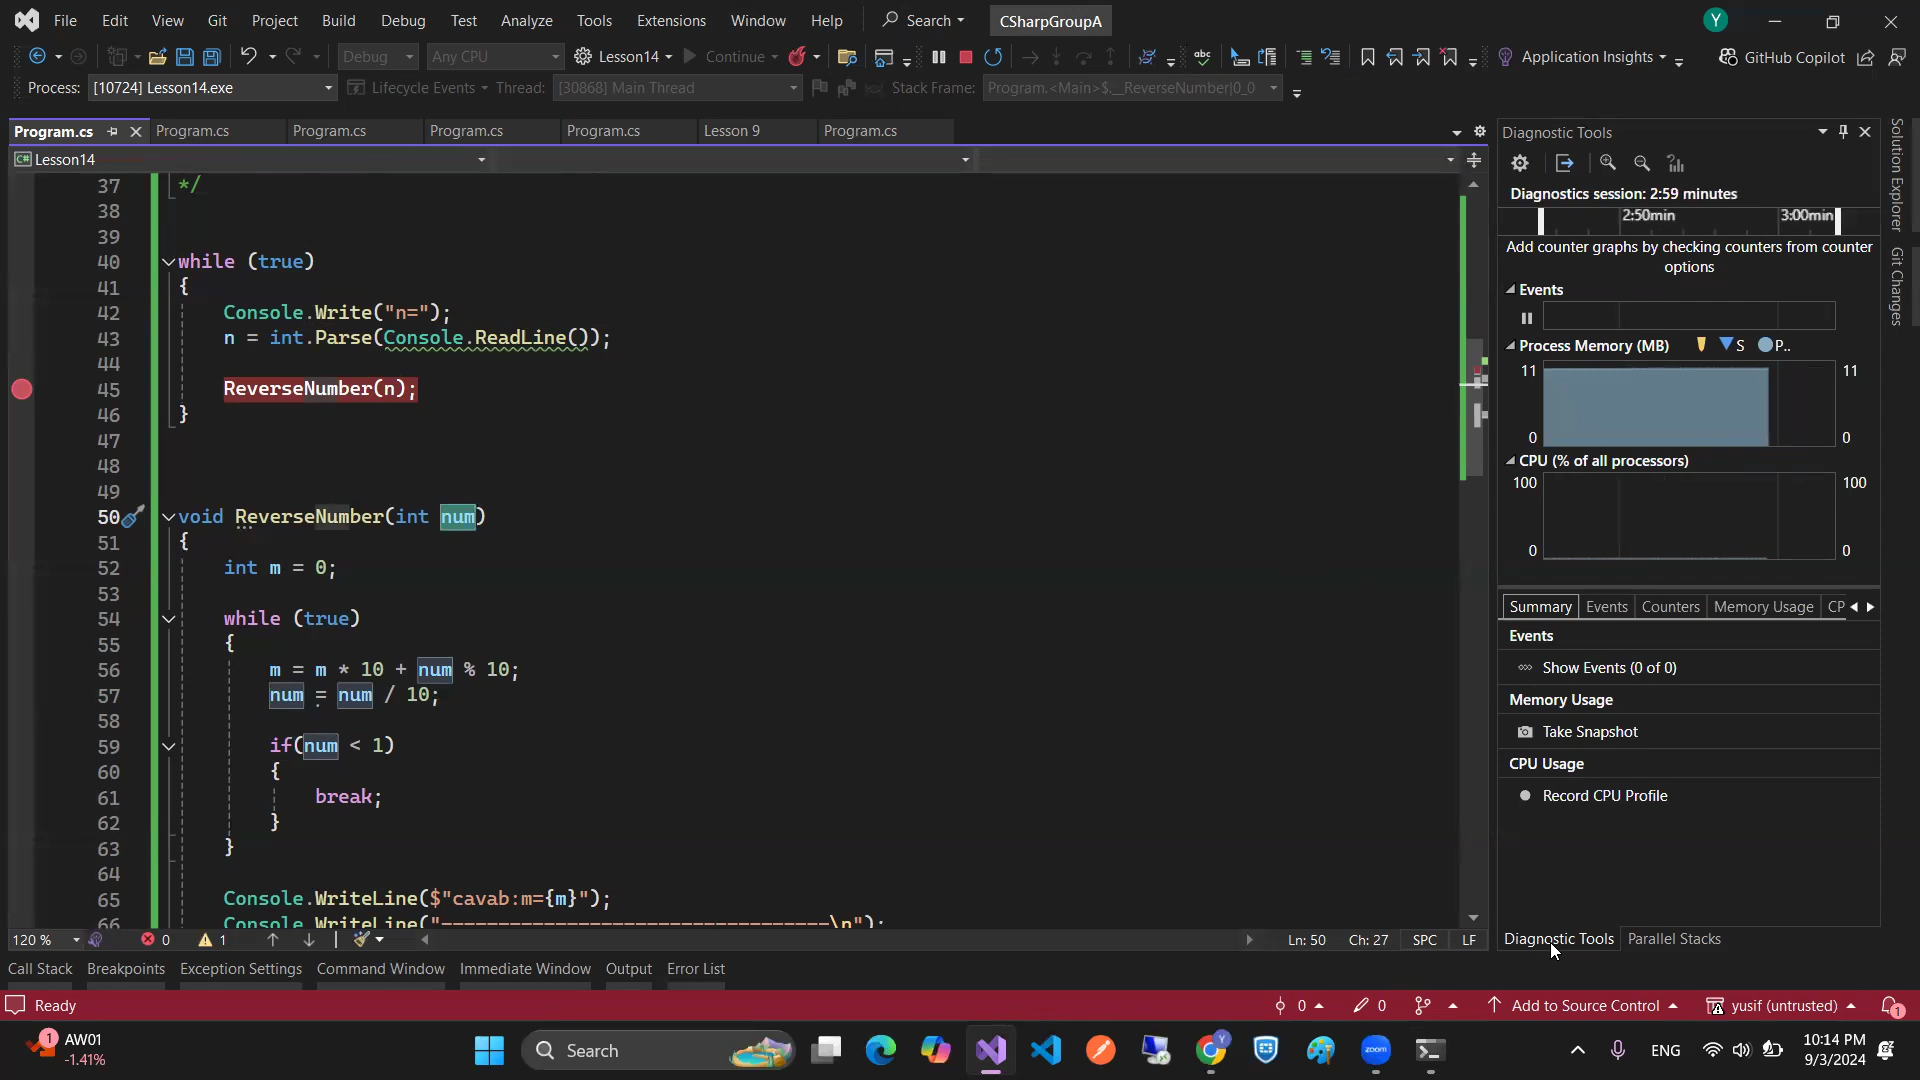 File Edit View Git Project Build Debug Test Analyze Tools Extensions Window Help Search CSharpGroupA Y
Debug Any CPU Lesson14 Continue Application Insights GitHub Copilot
Process: [10724] Lesson14.exe Lifecycle Events Thread: [30868] Main Thread Stack Frame: Program.<Main>$.__ReverseNumber|0_0
Program.cs Program.cs Program.cs Program.cs Program.cs Lesson 9 Program.cs
C# Lesson14
37 */
38
39
40 while (true)
41 {
42 Console.Write("n=");
43 n = int.Parse(Console.ReadLine());
44
45 ReverseNumber(n);
46 }
47
48
49
50 void ReverseNumber(int num)
51 {
52 int m = 0;
53
54 while (true)
55 {
56 m = m * 10 + num % 10;
57 num = num / 10;
58
59 if(num < 1)
60 {
61 break;
62 }
63 }
64
65 Console.WriteLine($"cavab:m={m}");
66 Console.WriteLine("----------------------------------\n");
120 % 0 1 Ln: 50 Ch: 27 SPC LF
Call Stack Breakpoints Exception Settings Command Window Immediate Window Output Error List
Diagnostic Tools
Diagnostics session: 2:59 minutes
2:50min 3:00min
Add counter graphs by checking counters from counter
options
Events
Process Memory (MB) S P..
11 11
0 0
CPU (% of all processors)
100 100
0 0
Summary Events Counters Memory Usage CP
Events
Show Events (0 of 0)
Memory Usage
Take Snapshot
CPU Usage
Record CPU Profile
Diagnostic Tools Parallel Stacks
Solution Explorer
Git Changes
Ready 0 0 Add to Source Control yusif (untrusted) 1
1 AW01
-1.41%
Search
zoom
ENG
10:14 PM
9/3/2024